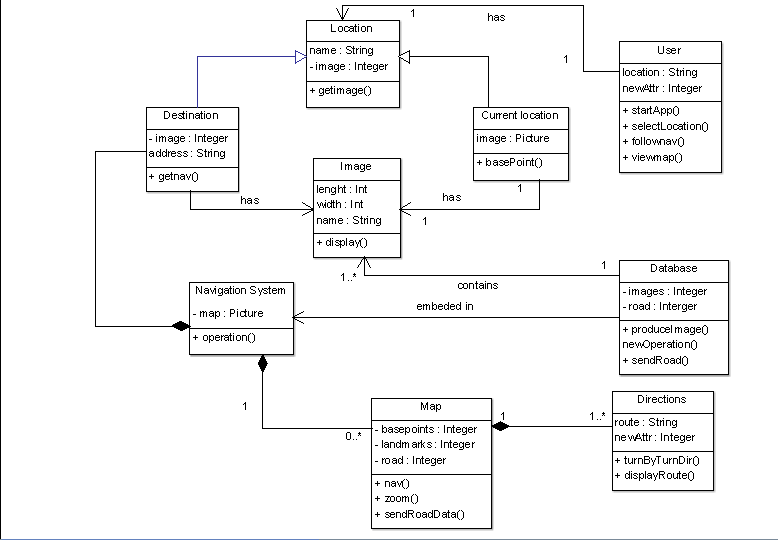 1
has
Location
name : String
- image : Integer
+ getimage()
User
location : String
newAttr : Integer
+ startApp()
+ selectLocation()
+ follownav()
+ viewmap()
1
Destination
- image : Integer
address : String
+ getnav()
Current location
image : Picture
+ basePoint()
Image
lenght : Int
width : Int
name : String
+ display()
has
has
1
1
1..*
contains
1
Database
- images : Integer
- road : Interger
+ produceImage()
newOperation()
+ sendRoad()
Navigation System
- map : Picture
+ operation()
embeded in
1
0..*
Map
- basepoints : Integer
- landmarks : Integer
- road : Integer
+ nav()
+ zoom()
+ sendRoadData()
1
1..*
Directions
route : String
newAttr : Integer
+ turnByTurnDir()
+ displayRoute()